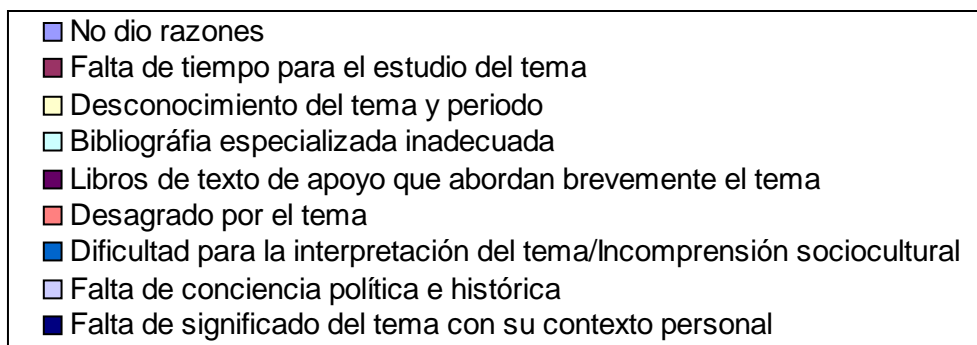 No dio razones
Falta de tiempo para el estudio del tema
Desconocimiento del tema y periodo
Bibliográfia especializada inadecuada
Libros de texto de apoyo que abordan brevemente el tema
Desagrado por el tema
Dificultad para la interpretación del tema/Incomprensión sociocultural
Falta de conciencia política e histórica
Falta de significado del tema con su contexto personal